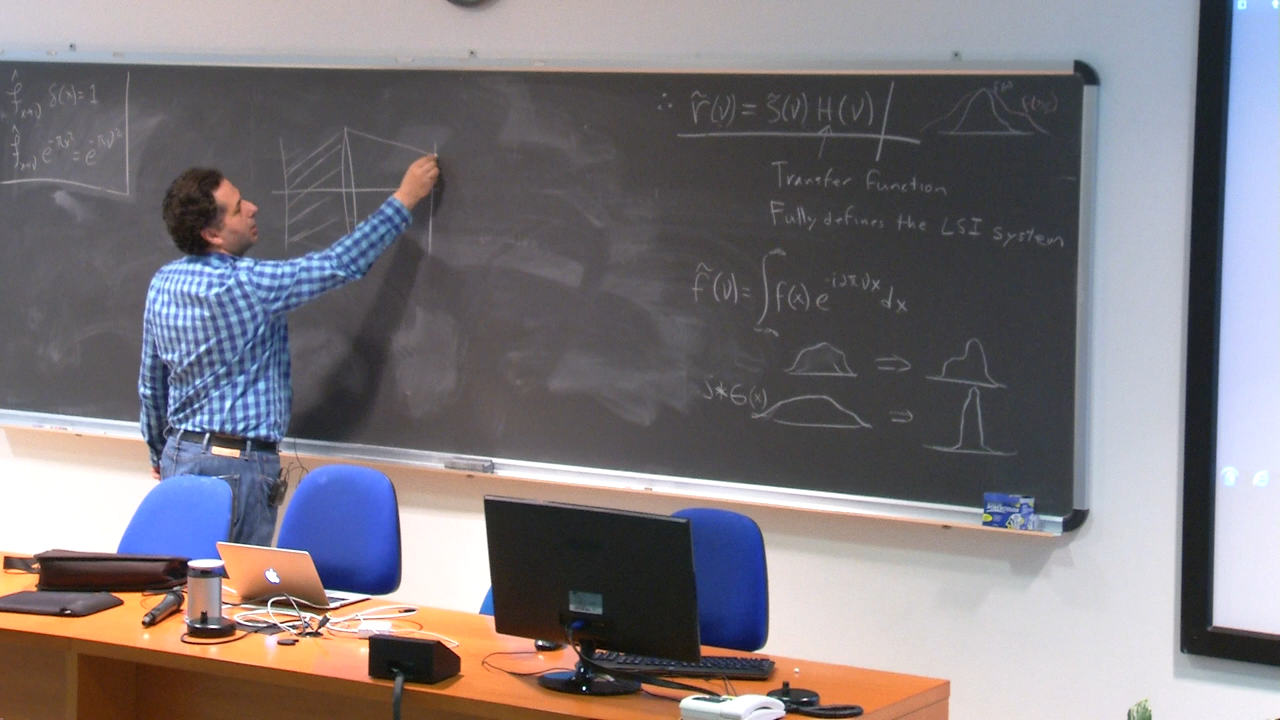 δ(x) = 1
e^{-πx²} = e^{-πν²}
∴ r̃(ν) = s̃(ν) H(ν)
Transfer Function
Fully defines the LSI system
f̃(ν) = ∫_{-∞}^{∞} f(x) e^{-i2πνx} dx
⇒
s*G(x) ⇒